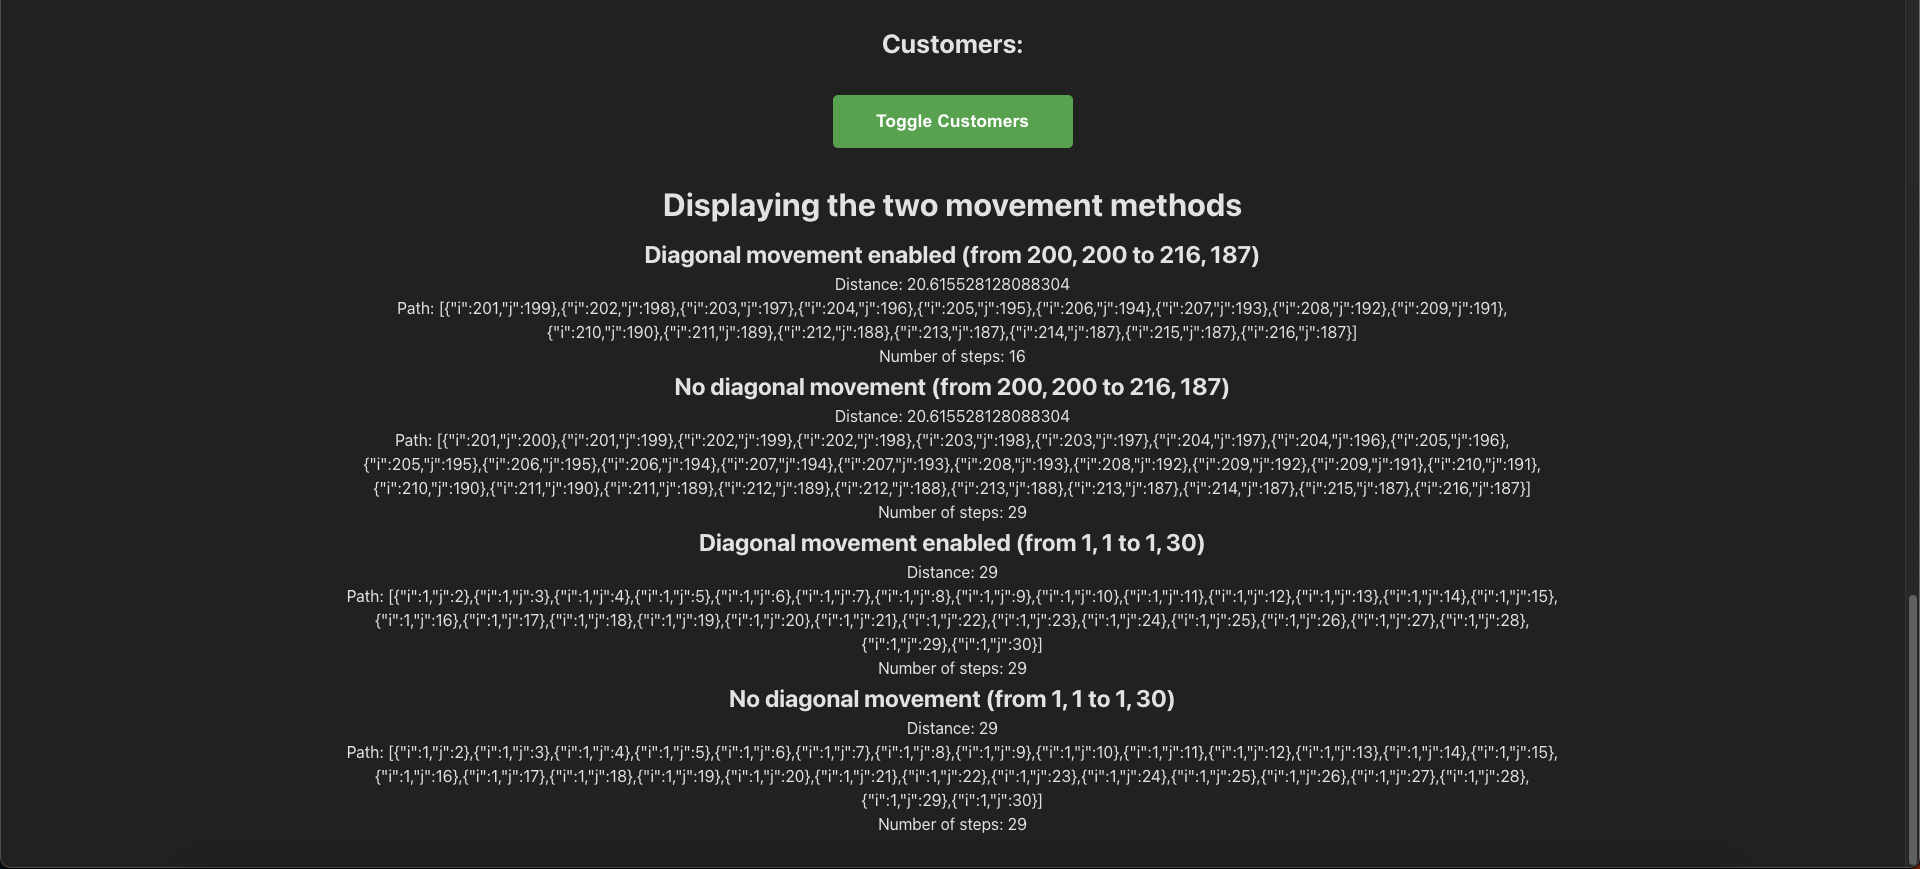 Customers:
Toggle Customers
Displaying the two movement methods
Diagonal movement enabled (from 200, 200 to 216, 187)
Distance: 20.615528128088304
Path: [{"i":201,"j":199},{"i":202,"j":198},{"i":203,"j":197},{"i":204,"j":196},{"i":205,"j":195},{"i":206,"j":194},{"i":207,"j":193},{"i":208,"j":192},{"i":209,"j":191},
{"i":210,"j":190},{"i":211,"j":189},{"i":212,"j":188},{"i":213,"j":187},{"i":214,"j":187},{"i":215,"j":187},{"i":216,"j":187}]
Number of steps: 16
No diagonal movement (from 200, 200 to 216, 187)
Distance: 20.615528128088304
Path: [{"i":201,"j":200},{"i":201,"j":199},{"i":202,"j":199},{"i":202,"j":198},{"i":203,"j":198},{"i":203,"j":197},{"i":204,"j":197},{"i":204,"j":196},{"i":205,"j":196},
{"i":205,"j":195},{"i":206,"j":195},{"i":206,"j":194},{"i":207,"j":194},{"i":207,"j":193},{"i":208,"j":193},{"i":208,"j":192},{"i":209,"j":192},{"i":209,"j":191},{"i":210,"j":191},
{"i":210,"j":190},{"i":211,"j":190},{"i":211,"j":189},{"i":212,"j":189},{"i":212,"j":188},{"i":213,"j":188},{"i":213,"j":187},{"i":214,"j":187},{"i":215,"j":187},{"i":216,"j":187}]
Number of steps: 29
Diagonal movement enabled (from 1, 1 to 1, 30)
Distance: 29
Path: [{"i":1,"j":2},{"i":1,"j":3},{"i":1,"j":4},{"i":1,"j":5},{"i":1,"j":6},{"i":1,"j":7},{"i":1,"j":8},{"i":1,"j":9},{"i":1,"j":10},{"i":1,"j":11},{"i":1,"j":12},{"i":1,"j":13},{"i":1,"j":14},{"i":1,"j":15},
{"i":1,"j":16},{"i":1,"j":17},{"i":1,"j":18},{"i":1,"j":19},{"i":1,"j":20},{"i":1,"j":21},{"i":1,"j":22},{"i":1,"j":23},{"i":1,"j":24},{"i":1,"j":25},{"i":1,"j":26},{"i":1,"j":27},{"i":1,"j":28},
{"i":1,"j":29},{"i":1,"j":30}]
Number of steps: 29
No diagonal movement (from 1, 1 to 1, 30)
Distance: 29
Path: [{"i":1,"j":2},{"i":1,"j":3},{"i":1,"j":4},{"i":1,"j":5},{"i":1,"j":6},{"i":1,"j":7},{"i":1,"j":8},{"i":1,"j":9},{"i":1,"j":10},{"i":1,"j":11},{"i":1,"j":12},{"i":1,"j":13},{"i":1,"j":14},{"i":1,"j":15},
{"i":1,"j":16},{"i":1,"j":17},{"i":1,"j":18},{"i":1,"j":19},{"i":1,"j":20},{"i":1,"j":21},{"i":1,"j":22},{"i":1,"j":23},{"i":1,"j":24},{"i":1,"j":25},{"i":1,"j":26},{"i":1,"j":27},{"i":1,"j":28},
{"i":1,"j":29},{"i":1,"j":30}]
Number of steps: 29